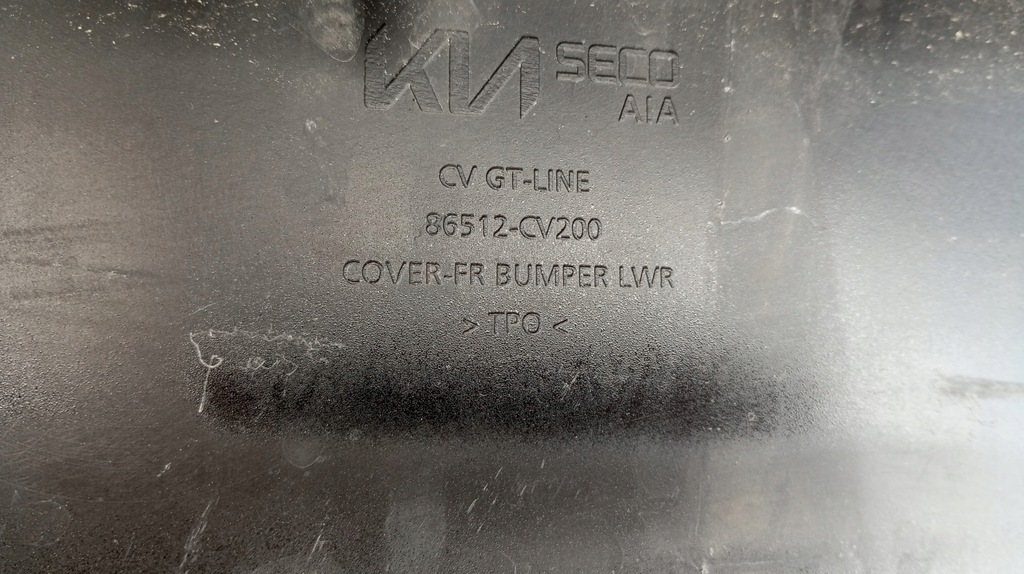 KIA SECO
AIA
CV GT-LINE
86512-CV200
COVER-FR BUMPER LWR
> TPO <